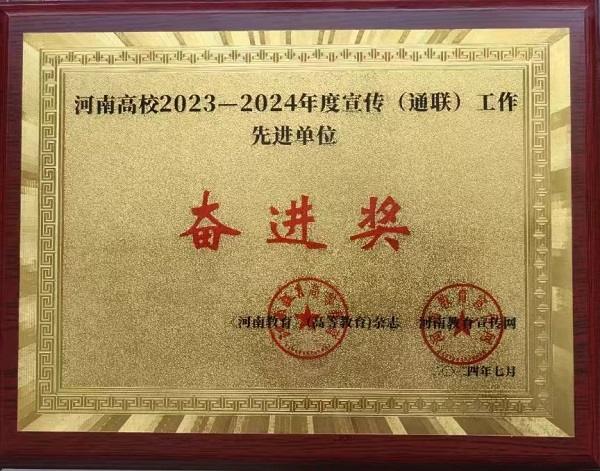 河南高校2023—2024年度宣传（通联）工作
先进单位
奋进奖
《河南教育》(高等教育)杂志 河南教育宣传网
二〇二四年七月